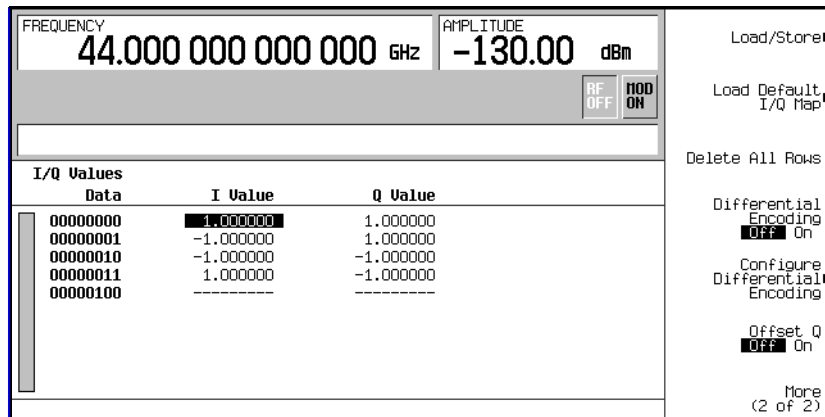 FREQUENCY
44.000 000 000 000 GHz
AMPLITUDE
-130.00 dBm
RF OFF
MOD ON
I/Q Values
Data I Value Q Value
00000000 1.000000 1.000000
00000001 -1.000000 1.000000
00000010 -1.000000 -1.000000
00000011 1.000000 -1.000000
00000100 --------- ---------
Load/Store
Load Default
I/Q Map
Delete All Rows
Differential
Encoding
Off On
Configure
Differential
Encoding
Offset Q
Off On
More
(2 of 2)